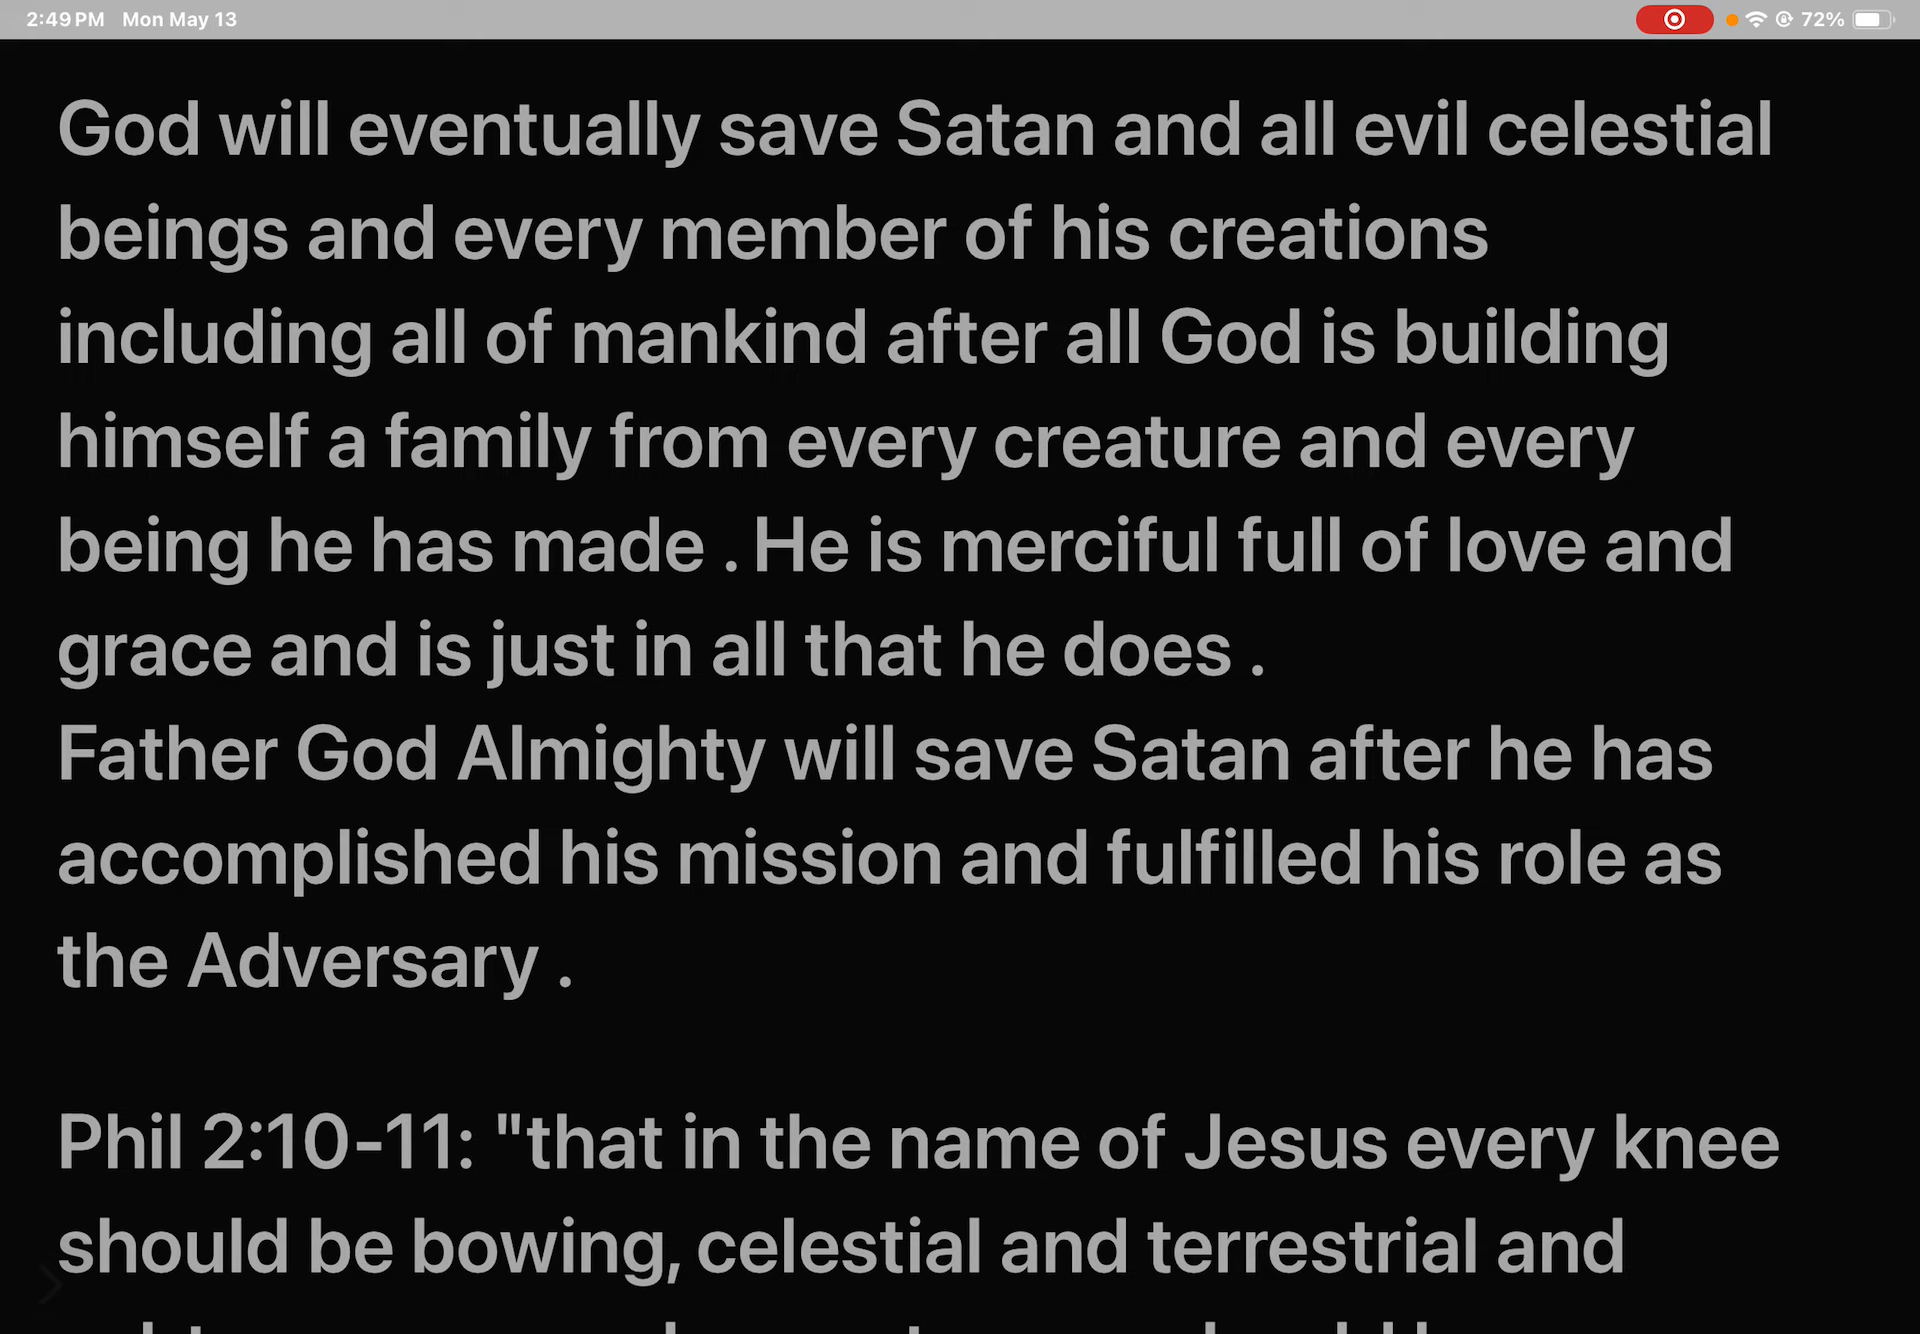 2:49 PM Mon May 13
72%
God will eventually save Satan and all evil celestial
beings and every member of his creations
including all of mankind after all God is building
himself a family from every creature and every
being he has made . He is merciful full of love and
grace and is just in all that he does .
Father God Almighty will save Satan after he has
accomplished his mission and fulfilled his role as
the Adversary .
Phil 2:10-11: "that in the name of Jesus every knee
should be bowing, celestial and terrestrial and